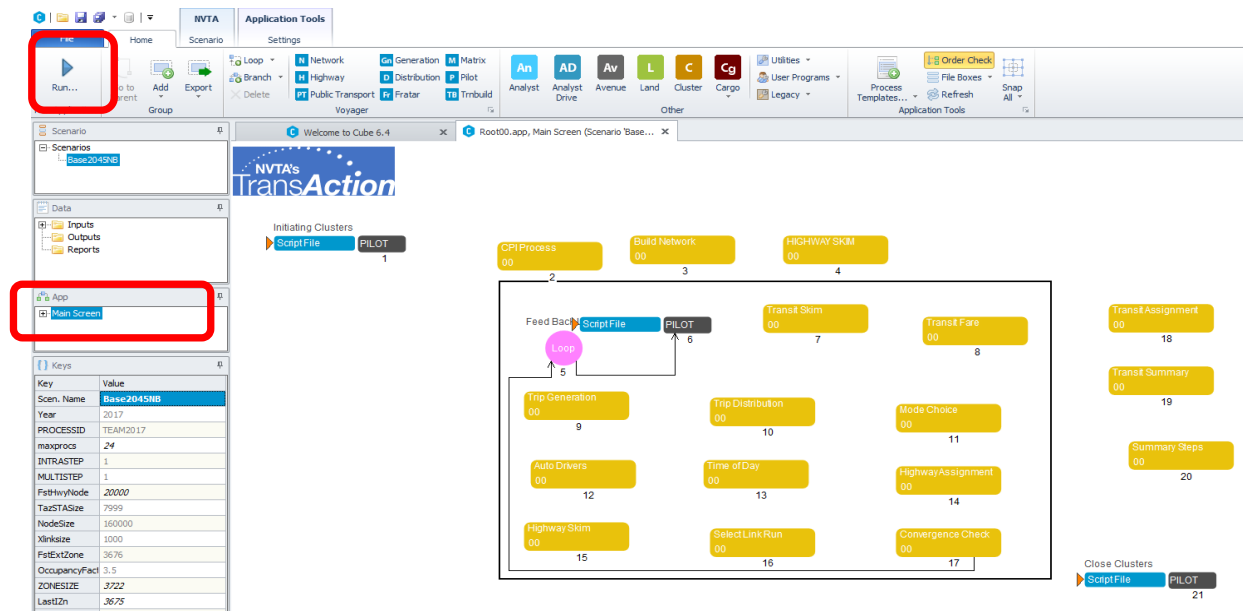 NVTA
Application Tools
File
Home
Scenario
Settings
Run...
Go to
Parent
Add
Export
Group
Loop
Branch
Delete
N Network
H Highway
PT Public Transport
Gn Generation
D Distribution
Fr Fratar
M Matrix
P Pilot
TB Trnbuild
Voyager
An
Analyst
AD
Analyst
Drive
Av
Avenue
L
Land
C
Cluster
Cg
Cargo
Utilities
User Programs
Legacy
Other
Process
Templates...
Order Check
File Boxes
Refresh
Snap
All
Application Tools
Scenario
Scenarios
Base2045NB
Data
Inputs
Outputs
Reports
App
Main Screen
Keys
Key Value
Scen. Name Base2045NB
Year 2017
PROCESSID TEAM2017
maxprocs 24
INTRASTEP 1
MULTISTEP 1
FstHwyNode 20000
TazSTASize 7999
NodeSize 160000
Xlinksize 1000
FstExtZone 3676
OccupancyFact 3.5
ZONESIZE 3722
LastIZn 3675
Welcome to Cube 6.4
Root00.app, Main Screen (Scenario 'Base...
NVTA's
TransAction
Initiating Clusters
Script File PILOT
1
CPI Process
00
2
Build Network
00
3
HIGHWAY SKIM
00
4
Feed Back
Loop
5
Script File PILOT
6
Transit Skim
00
7
Transit Fare
00
8
Trip Generation
00
9
Trip Distribution
00
10
Mode Choice
00
11
Auto Drivers
00
12
Time of Day
00
13
Highway Assignment
00
14
Highway Skim
00
15
Select Link Run
00
16
Convergence Check
00
17
Transit Assignment
00
18
Transit Summary
00
19
Summary Steps
00
20
Close Clusters
Script File PILOT
21